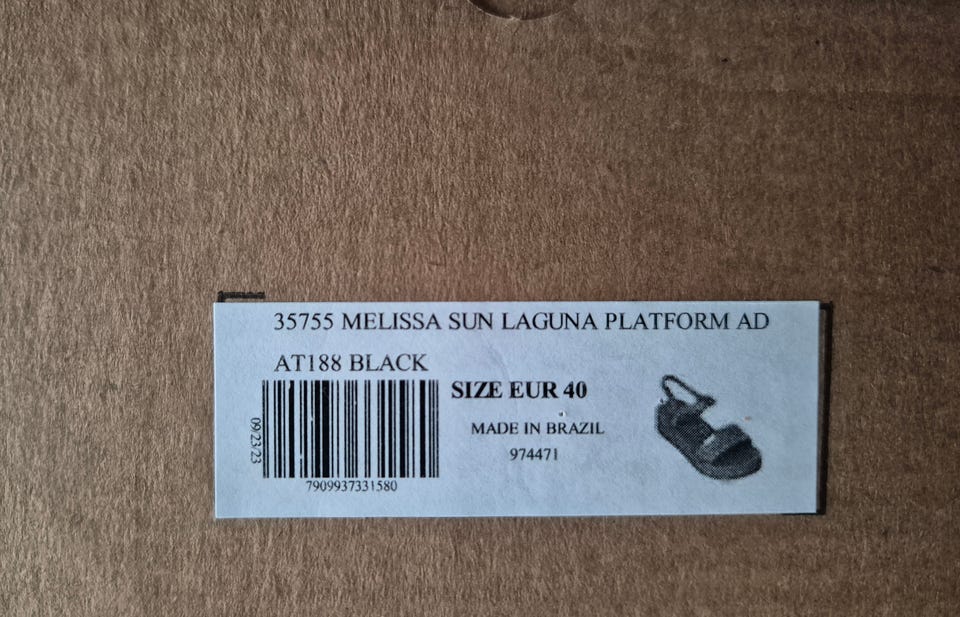 35755 MELISSA SUN LAGUNA PLATFORM AD
AT188 BLACK
SIZE EUR 40
MADE IN BRAZIL
974471
09/23/23
7909937331580